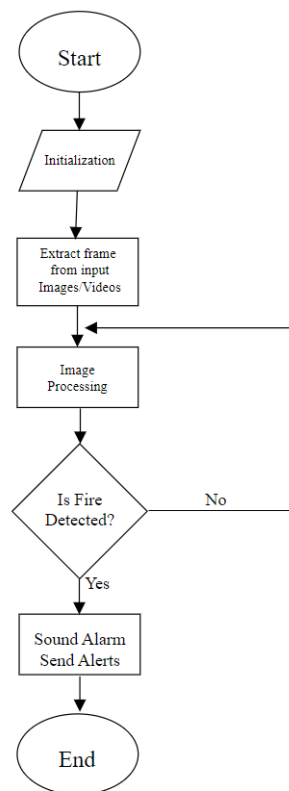 Start
Initialization
Extract frame
from input
Images/Videos
Image
Processing
Is Fire
Detected?
No
Yes
Sound Alarm
Send Alerts
End